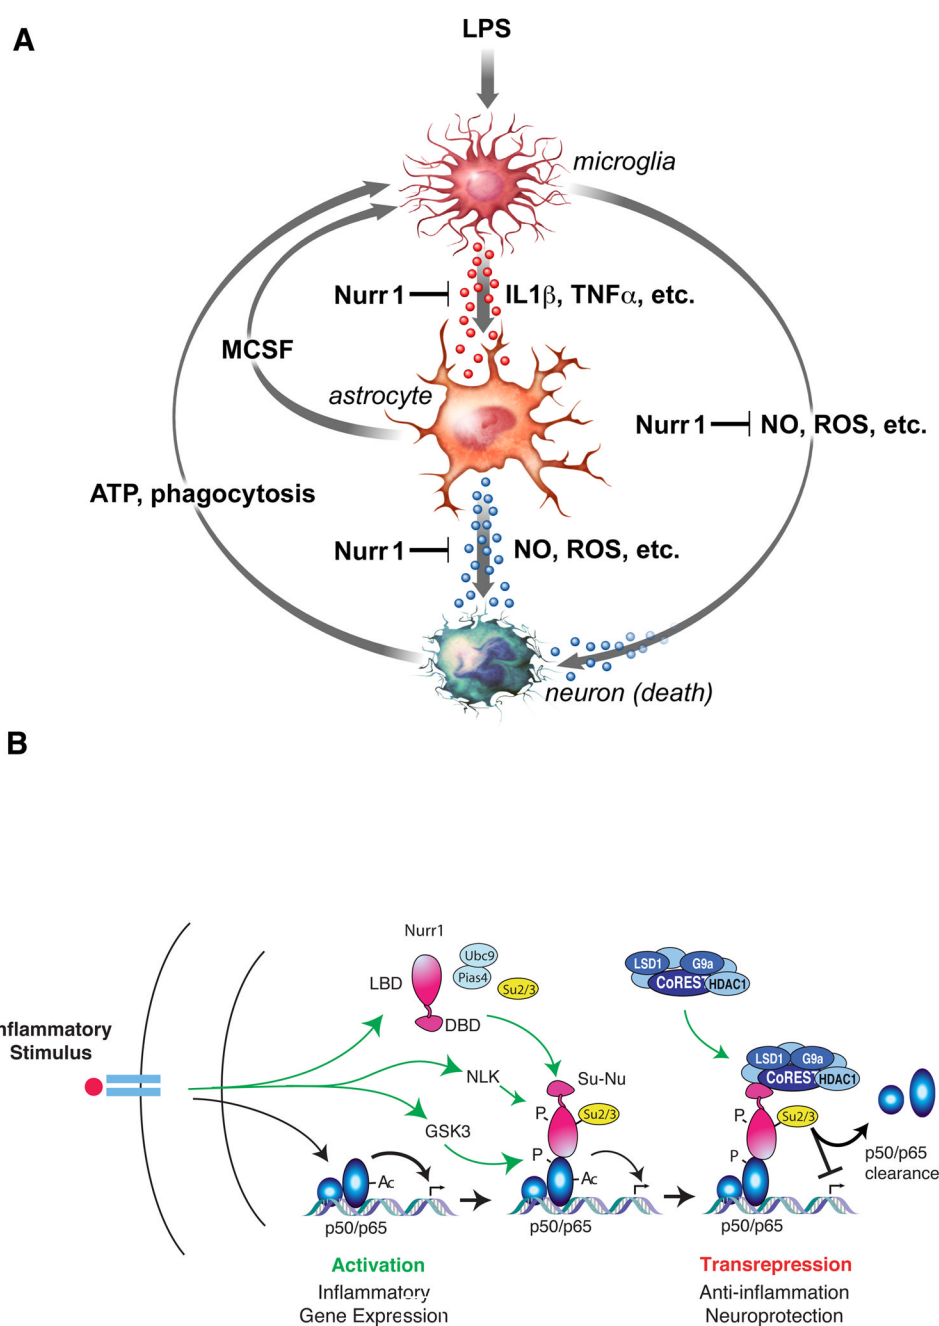 A
LPS
microglia
Nurr1
IL1β, TNFα, etc.
MCSF
astrocyte
Nurr1
NO, ROS, etc.
ATP, phagocytosis
Nurr1
NO, ROS, etc.
neuron (death)
B
Nurr1
Ubc9
Pias4
LBD
Su2/3
DBD
LSD1
G9a
CoRES
HDAC1
nflammatory
Stimulus
NLK
Su-Nu
P
Su2/3
GSK3
P
Ac
Ac
LSD1
G9a
CoRES
HDAC1
P
Su2/3
P
p50/p65
clearance
p50/p65
p50/p65
p50/p65
Activation
Inflammatory
Gene Expression
Transrepression
Anti-inflammation
Neuroprotection